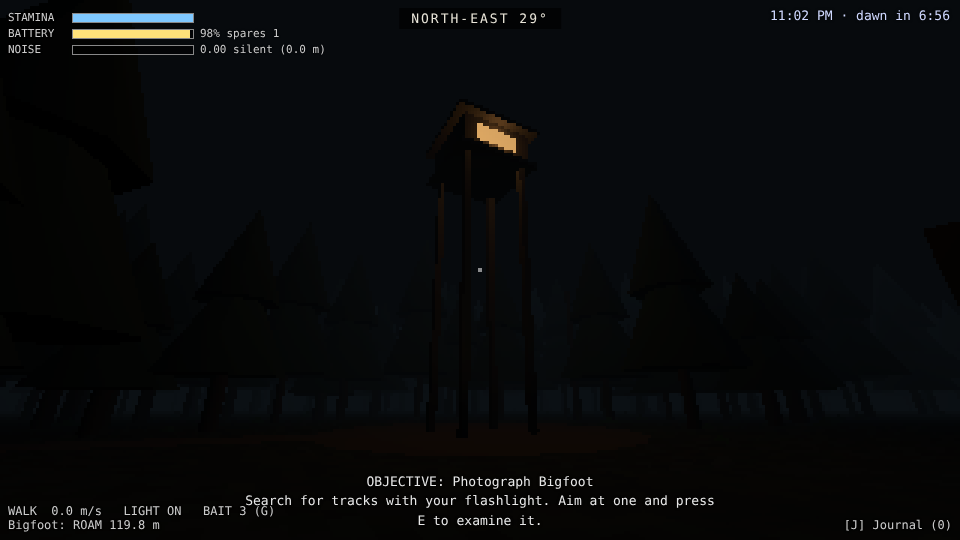 STAMINA
BATTERY 98% spares 1
NOISE 0.00 silent (0.0 m)
NORTH-EAST 29°
11:02 PM · dawn in 6:56
OBJECTIVE: Photograph Bigfoot
Search for tracks with your flashlight. Aim at one and press
E to examine it.
WALK 0.0 m/s LIGHT ON BAIT 3 (G)
Bigfoot: ROAM 119.8 m
[J] Journal (0)